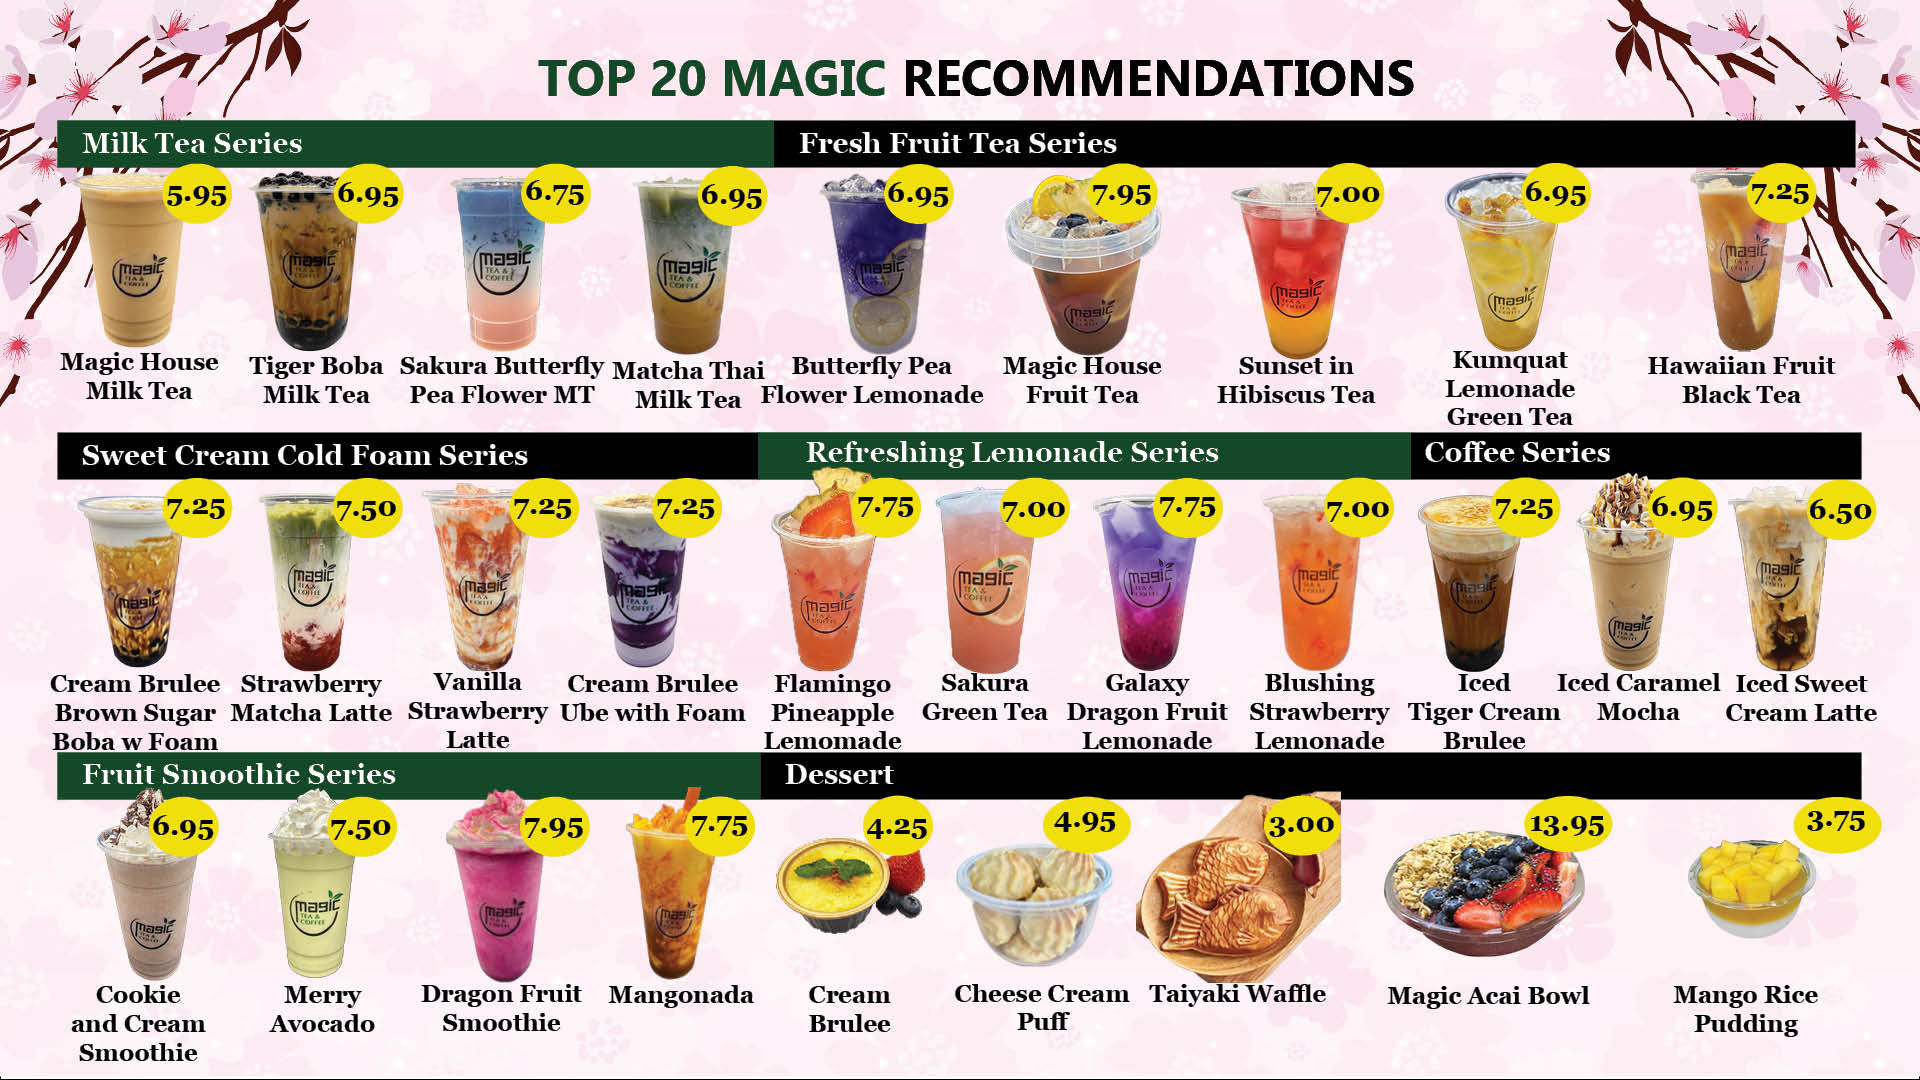 TOP 20 MAGIC RECOMMENDATIONS
Milk Tea Series
Fresh Fruit Tea Series
5.95
6.95
6.75
6.95
6.95
7.95
7.00
6.95
7.25
magic
TEA &
COFFEE
Magic House
Milk Tea
Tiger Boba
Milk Tea
Sakura Butterfly
Pea Flower MT
Matcha Thai
Milk Tea
Butterfly Pea
Flower Lemonade
Magic House
Fruit Tea
Sunset in
Hibiscus Tea
Kumquat
Lemonade
Green Tea
Hawaiian Fruit
Black Tea
Sweet Cream Cold Foam Series
Refreshing Lemonade Series
Coffee Series
7.25
7.50
7.25
7.25
7.75
7.00
7.75
7.00
7.25
6.95
6.50
Cream Brulee
Brown Sugar
Boba w Foam
Strawberry
Matcha Latte
Vanilla
Strawberry
Latte
Cream Brulee
Ube with Foam
Flamingo
Pineapple
Lemomade
Sakura
Green Tea
Galaxy
Dragon Fruit
Lemonade
Blushing
Strawberry
Lemonade
Iced
Tiger Cream
Brulee
Iced Caramel
Mocha
Iced Sweet
Cream Latte
Fruit Smoothie Series
Dessert
6.95
7.50
7.95
7.75
4.25
4.95
3.00
13.95
3.75
Cookie
and Cream
Smoothie
Merry
Avocado
Dragon Fruit
Smoothie
Mangonada
Cream
Brulee
Cheese Cream
Puff
Taiyaki Waffle
Magic Acai Bowl
Mango Rice
Pudding